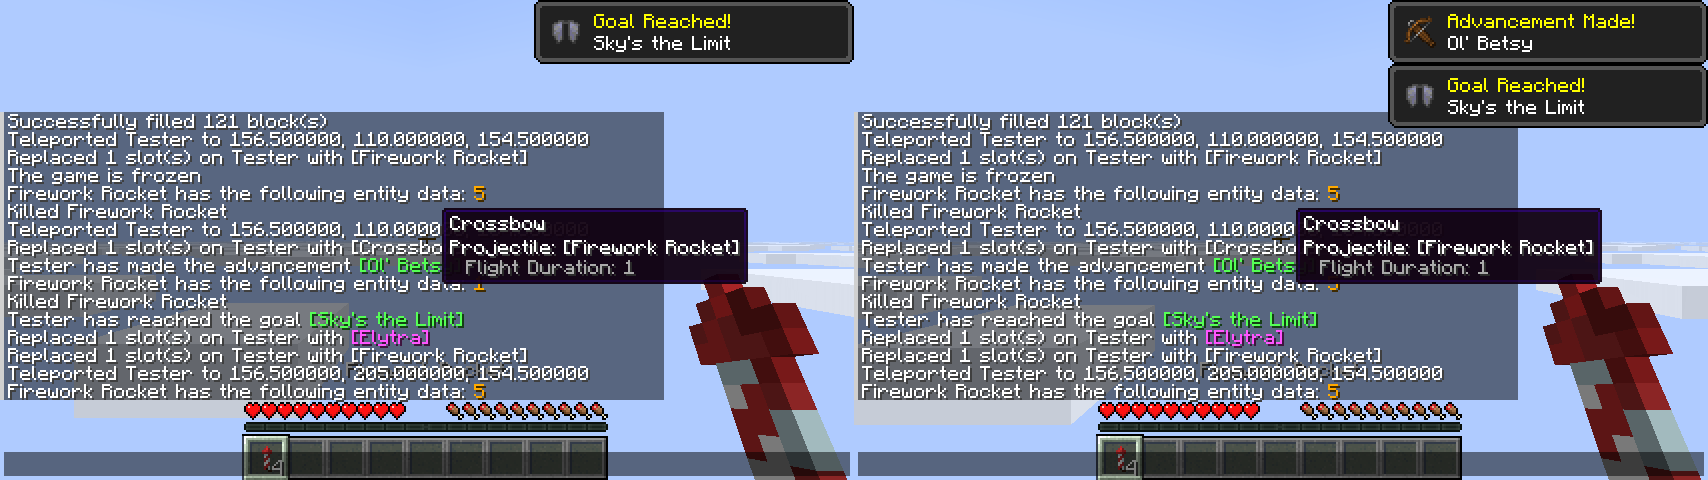 Goal Reached!
Sky's the Limit
Successfully filled 121 block(s)
Teleported Tester to 156.500000, 110.000000, 154.500000
Replaced 1 slot(s) on Tester with [Firework Rocket]
The game is frozen
Firework Rocket has the following entity data: 5
Killed Firework Rocket
Teleported Tester to 156.500000, 110.0000
Replaced 1 slot(s) on Tester with [Crossbo
Tester has made the advancement [Ol' Bets
Firework Rocket has the following entity data: 1
Killed Firework Rocket
Tester has reached the goal [Sky's the Limit]
Replaced 1 slot(s) on Tester with [Elytra]
Replaced 1 slot(s) on Tester with [Firework Rocket]
Teleported Tester to 156.500000, 205.000000, 154.500000
Firework Rocket has the following entity data: 5
Crossbow
Projectile: [Firework Rocket]
Flight Duration: 1
4
Advancement Made!
Ol' Betsy
Goal Reached!
Sky's the Limit
Successfully filled 121 block(s)
Teleported Tester to 156.500000, 110.000000, 154.500000
Replaced 1 slot(s) on Tester with [Firework Rocket]
The game is frozen
Firework Rocket has the following entity data: 5
Killed Firework Rocket
Teleported Tester to 156.500000, 110.0000
Replaced 1 slot(s) on Tester with [Crossbo
Tester has made the advancement [Ol' Bets
Firework Rocket has the following entity data:
Killed Firework Rocket
Tester has reached the goal [Sky's the Limit]
Replaced 1 slot(s) on Tester with [Elytra]
Replaced 1 slot(s) on Tester with [Firework Rocket]
Teleported Tester to 156.500000, 205.000000, 154.500000
Firework Rocket has the following entity data: 5
Crossbow
Projectile: [Firework Rocket]
Flight Duration: 1
4